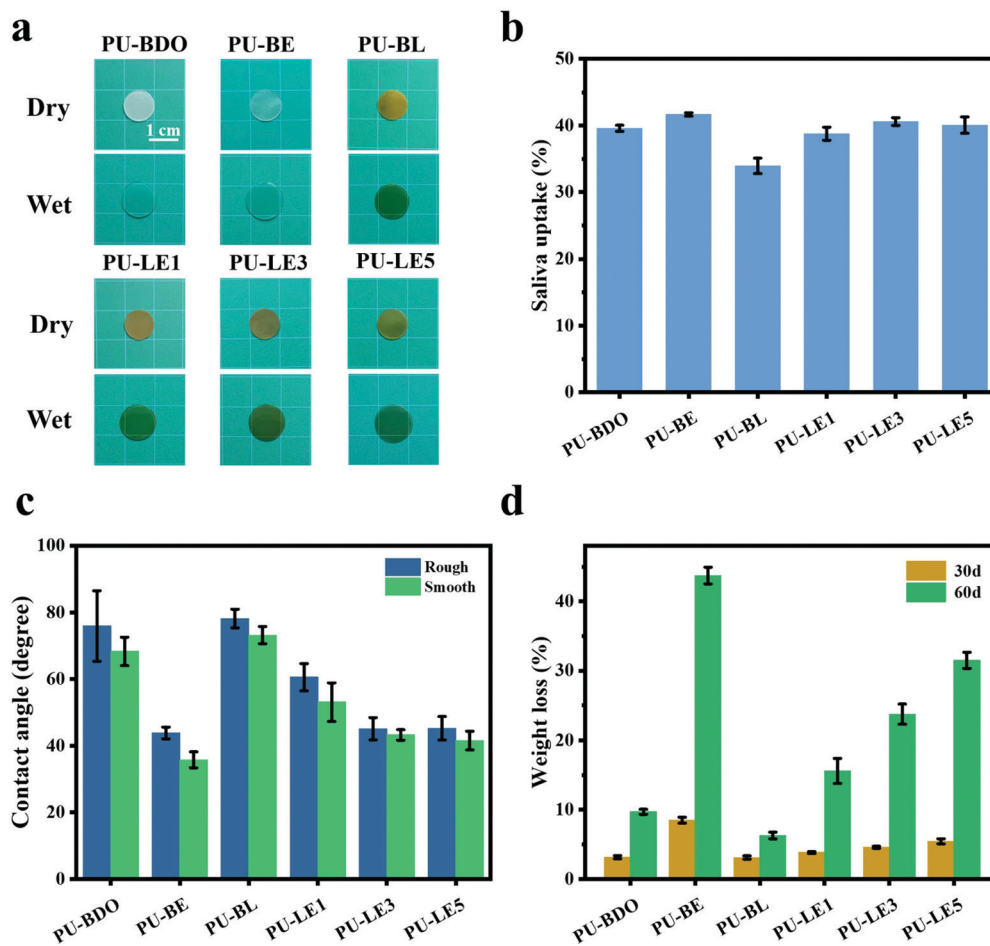 a
PU-BDO PU-BE PU-BL
Dry
1 cm
Wet
PU-LE1 PU-LE3 PU-LE5
Dry
Wet
b
Saliva uptake (%)
50
40
30
20
10
0
PU-BDO PU-BE PU-BL PU-LE1 PU-LE3 PU-LE5
c
Contact angle (degree)
100
80
60
40
20
0
Rough
Smooth
PU-BDO PU-BE PU-BL PU-LE1 PU-LE3 PU-LE5
d
Weight loss (%)
40
30
20
10
0
30d
60d
PU-BDO PU-BE PU-BL PU-LE1 PU-LE3 PU-LE5